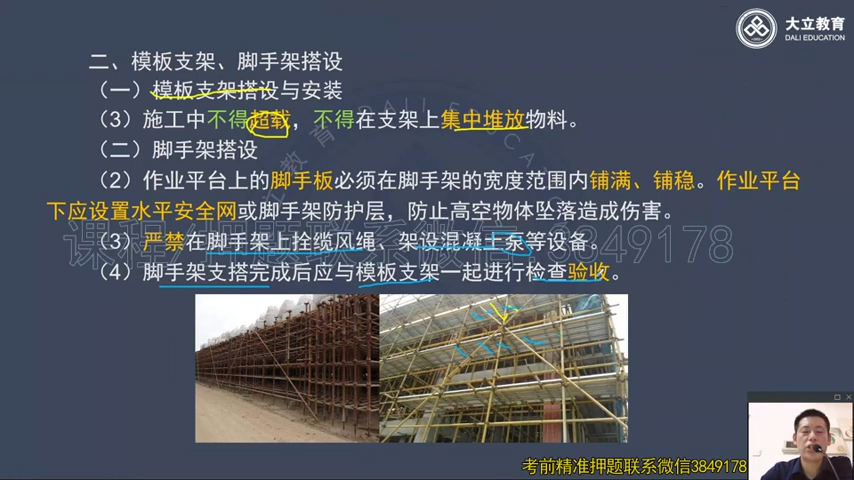 大立教育
DALI EDUCATION
二、模板支架、脚手架搭设
（一）模板支架搭设与安装
（3）施工中不得超载，不得在支架上集中堆放物料。
（二）脚手架搭设
（2）作业平台上的脚手板必须在脚手架的宽度范围内铺满、铺稳。作业平台
下应设置水平安全网或脚手架防护层，防止高空物体坠落造成伤害。
（3）严禁在脚手架上拴缆风绳、架设混凝土泵等设备。
（4）脚手架支搭完成后应与模板支架一起进行检查验收。
考前精准押题联系微信3849178